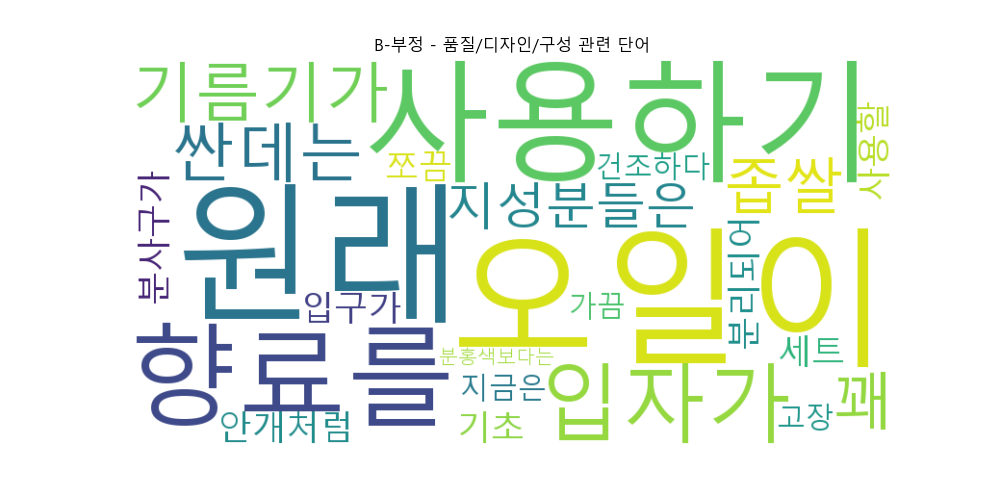 B-부정 - 품질/디자인/구성 관련 단어
기름기가
사용하기
사용할
싼데는
쪼끔
건조하다
좁쌀
분사구가
원래
지성분들은
오일이
분리되어
입구가
가끔
향료를
분홍색보다는
세트
지금은
입자가
꽤
안개처럼
기초
고장